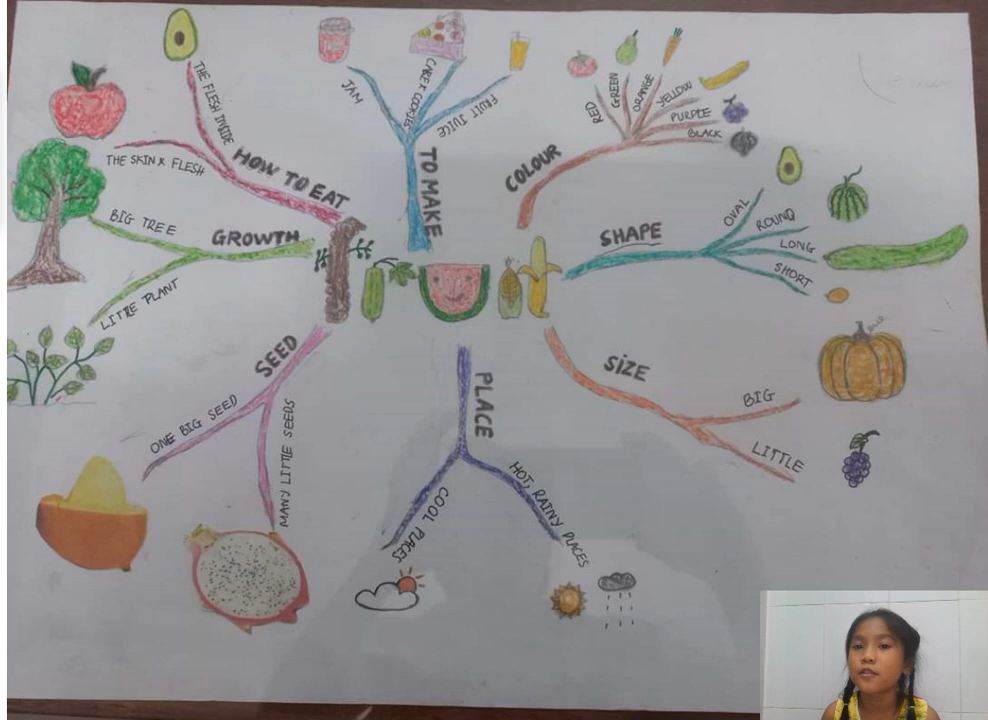 HOW TO EAT
THE FLESH INSIDE
THE SKIN & FLESH
TO MAKE
JAM
CAKE & COOKIES
FRUIT JUICE
COLOUR
RED
GREEN
ORANGE
YELLOW
PURPLE
BLACK
SHAPE
OVAL
ROUND
LONG
SHORT
SIZE
BIG
LITTLE
PLACE
HOT, RAINY PLACES
COOL PLACES
SEED
ONE BIG SEED
MANY LITTLE SEEDS
GROWTH
BIG TREE
LITTLE PLANT